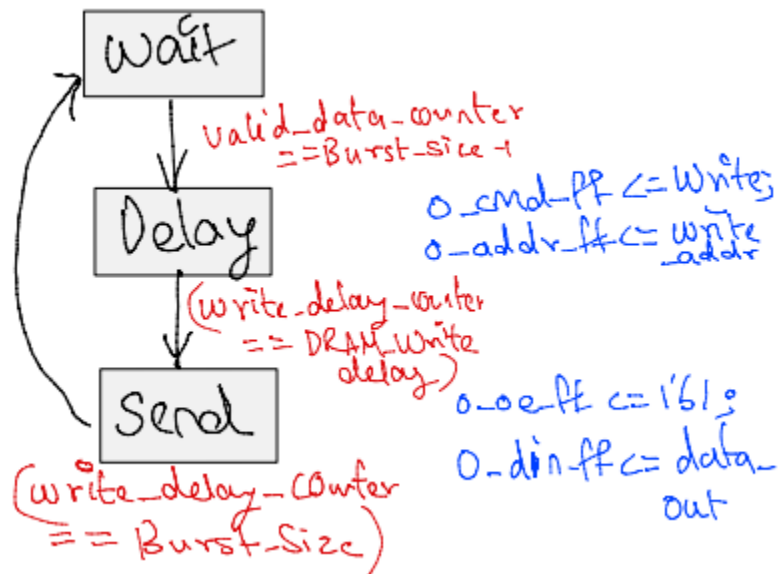 Wait
valid_data_counter
==Burst_size-1
o_cmd_ff <= Write;
o_addr_ff <= write
_addr
Delay
(write_delay_counter
== DRAM_Write
delay)
o_oe_ff <= 1'b1;
o_din_ff <= data_
out
Send
(write_delay_counter
== Burst_Size)